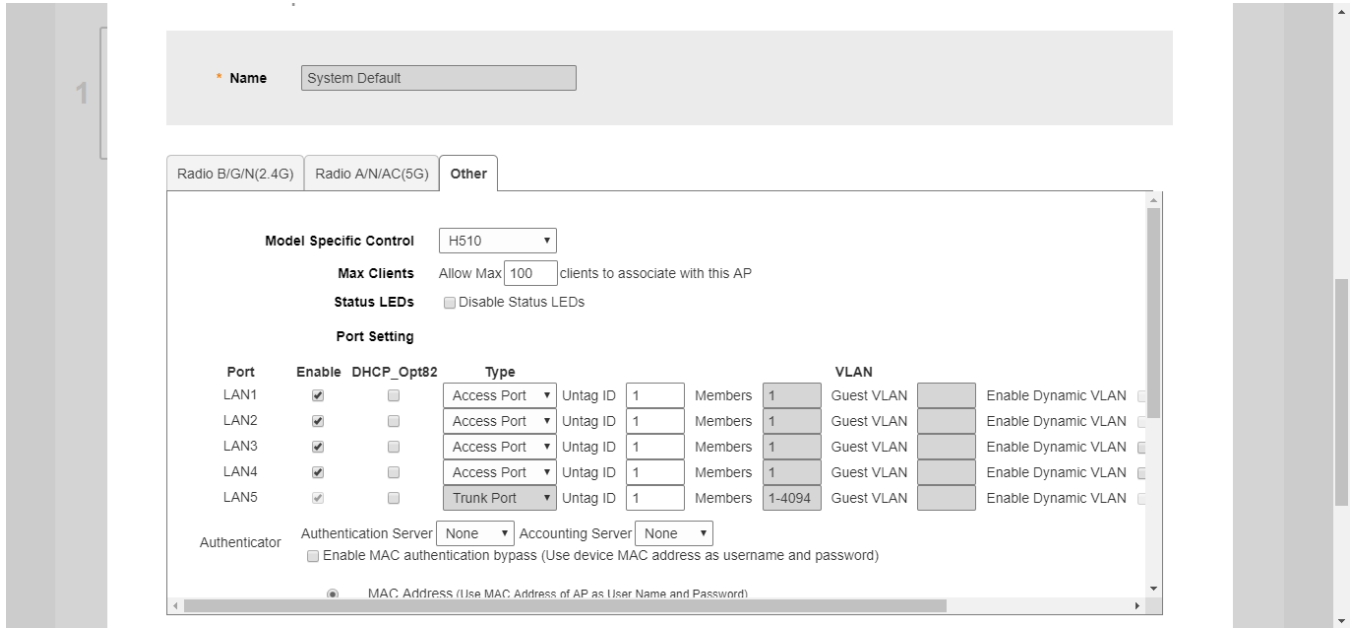 1
* Name System Default
Radio B/G/N(2.4G) Radio A/N/AC(5G) Other
Model Specific Control H510
Max Clients Allow Max 100 clients to associate with this AP
Status LEDs Disable Status LEDs
Port Setting
Port Enable DHCP_Opt82 Type VLAN
LAN1 Access Port Untag ID 1 Members 1 Guest VLAN Enable Dynamic VLAN
LAN2 Access Port Untag ID 1 Members 1 Guest VLAN Enable Dynamic VLAN
LAN3 Access Port Untag ID 1 Members 1 Guest VLAN Enable Dynamic VLAN
LAN4 Access Port Untag ID 1 Members 1 Guest VLAN Enable Dynamic VLAN
LAN5 Trunk Port Untag ID 1 Members 1-4094 Guest VLAN Enable Dynamic VLAN
Authenticator Authentication Server None Accounting Server None
Enable MAC authentication bypass (Use device MAC address as username and password)
MAC Address (Use MAC Address of AP as User Name and Password)